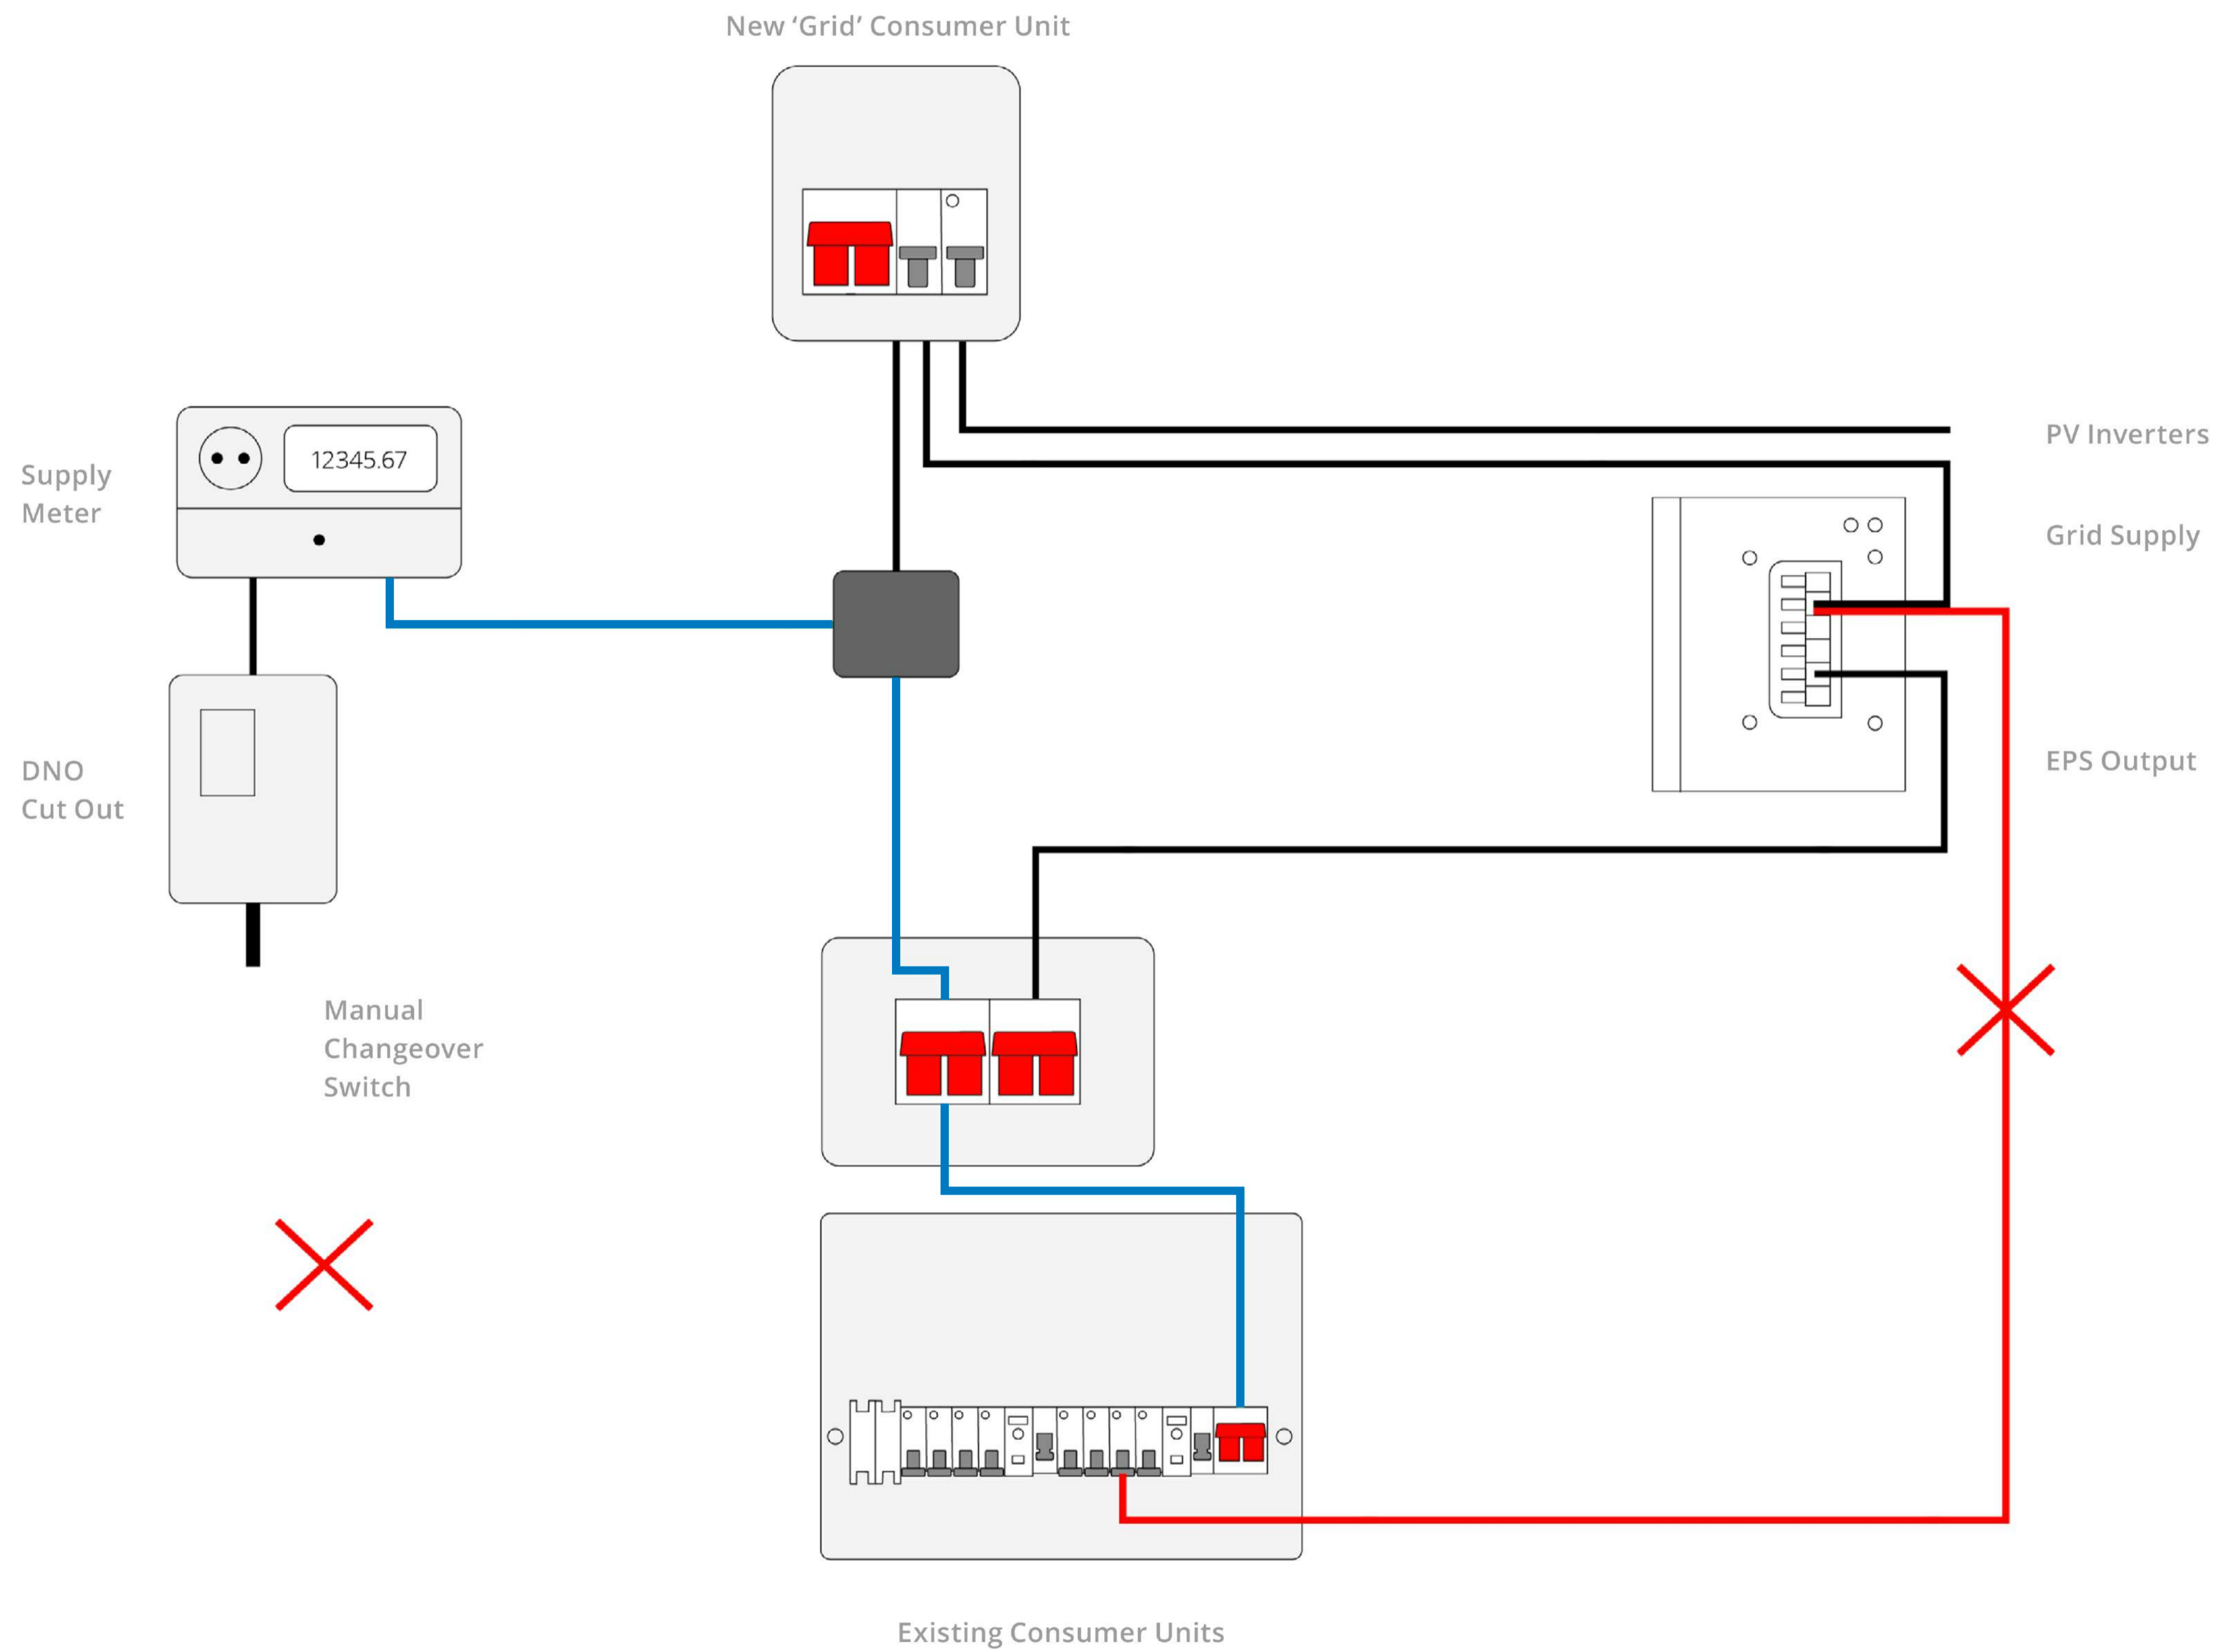 New ‘Grid’ Consumer Unit
12345.67
Supply
Meter
PV Inverters
Grid Supply
DNO
Cut Out
EPS Output
Manual
Changeover
Switch
Existing Consumer Units